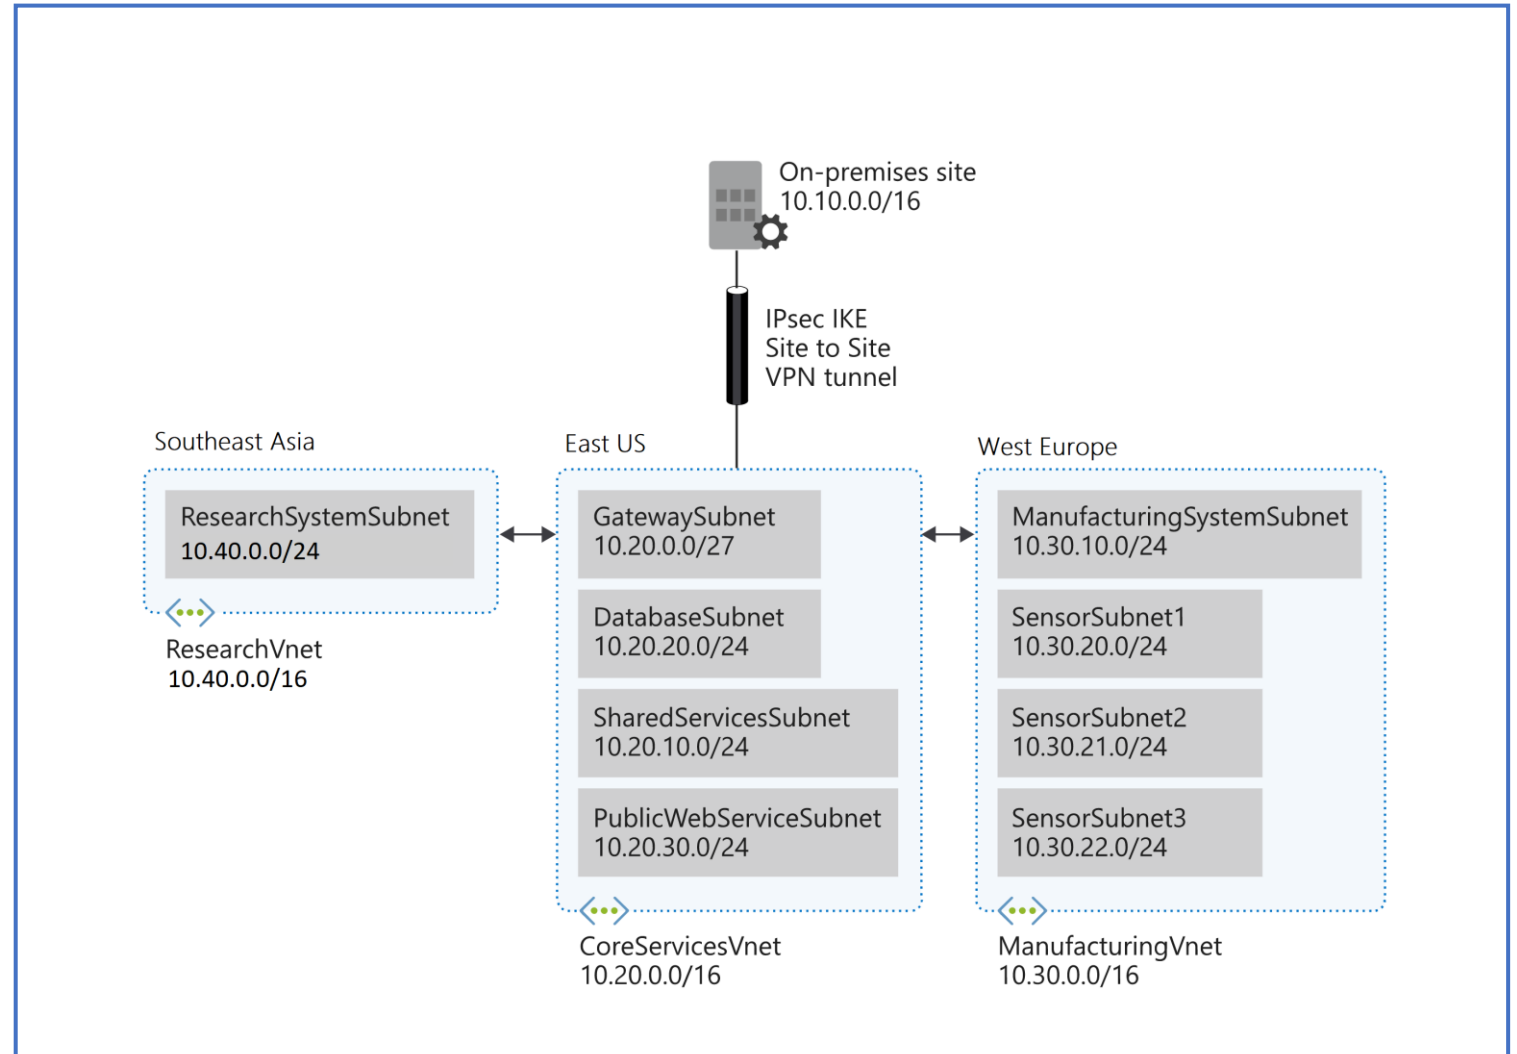 On-premises site
10.10.0.0/16
IPsec IKE
Site to Site
VPN tunnel
Southeast Asia
ResearchSystemSubnet
10.40.0.0/24
ResearchVnet
10.40.0.0/16
East US
GatewaySubnet
10.20.0.0/27
DatabaseSubnet
10.20.20.0/24
SharedServicesSubnet
10.20.10.0/24
PublicWebServiceSubnet
10.20.30.0/24
CoreServicesVnet
10.20.0.0/16
West Europe
ManufacturingSystemSubnet
10.30.10.0/24
SensorSubnet1
10.30.20.0/24
SensorSubnet2
10.30.21.0/24
SensorSubnet3
10.30.22.0/24
ManufacturingVnet
10.30.0.0/16